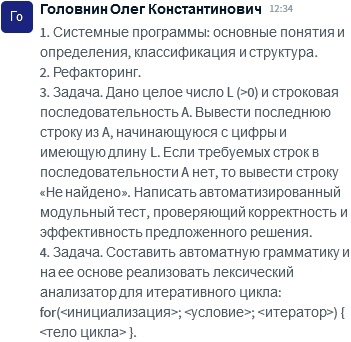 Го
Головнин Олег Константинович 12:34
1. Системные программы: основные понятия и
определения, классификация и структура.
2. Рефакторинг.
3. Задача. Дано целое число L (>0) и строковая
последовательность A. Вывести последнюю
строку из A, начинающуюся с цифры и
имеющую длину L. Если требуемых строк в
последовательности A нет, то вывести строку
«Не найдено». Написать автоматизированный
модульный тест, проверяющий корректность и
эффективность предложенного решения.
4. Задача. Составить автоматную грамматику и
на ее основе реализовать лексический
анализатор для итеративного цикла:
for(<инициализация>; <условие>; <итератор>) {
<тело цикла> }.